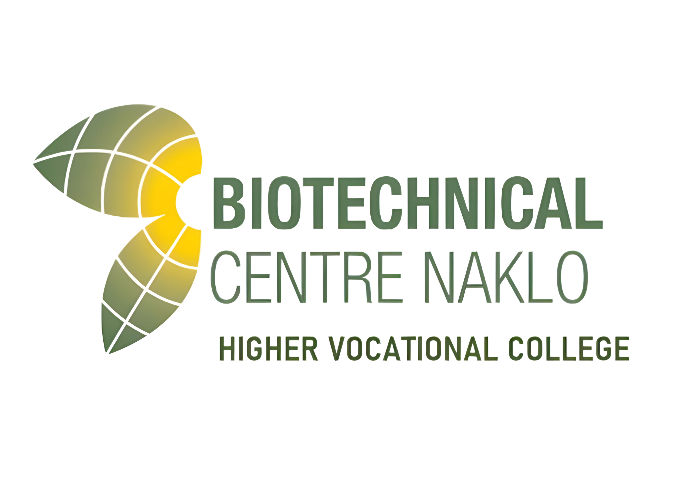 BIOTECHNICAL
CENTRE NAKLO
HIGHER VOCATIONAL COLLEGE